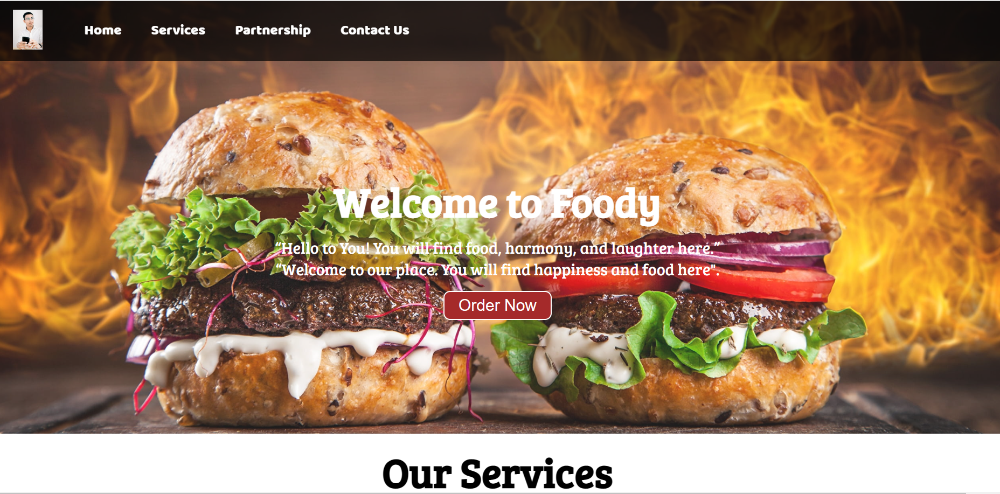 Home Services Partnership Contact Us
Welcome to Foody
“Hello to You! You will find food, harmony, and laughter here.”
“Welcome to our place. You will find happiness and food here".
Order Now
Our Services